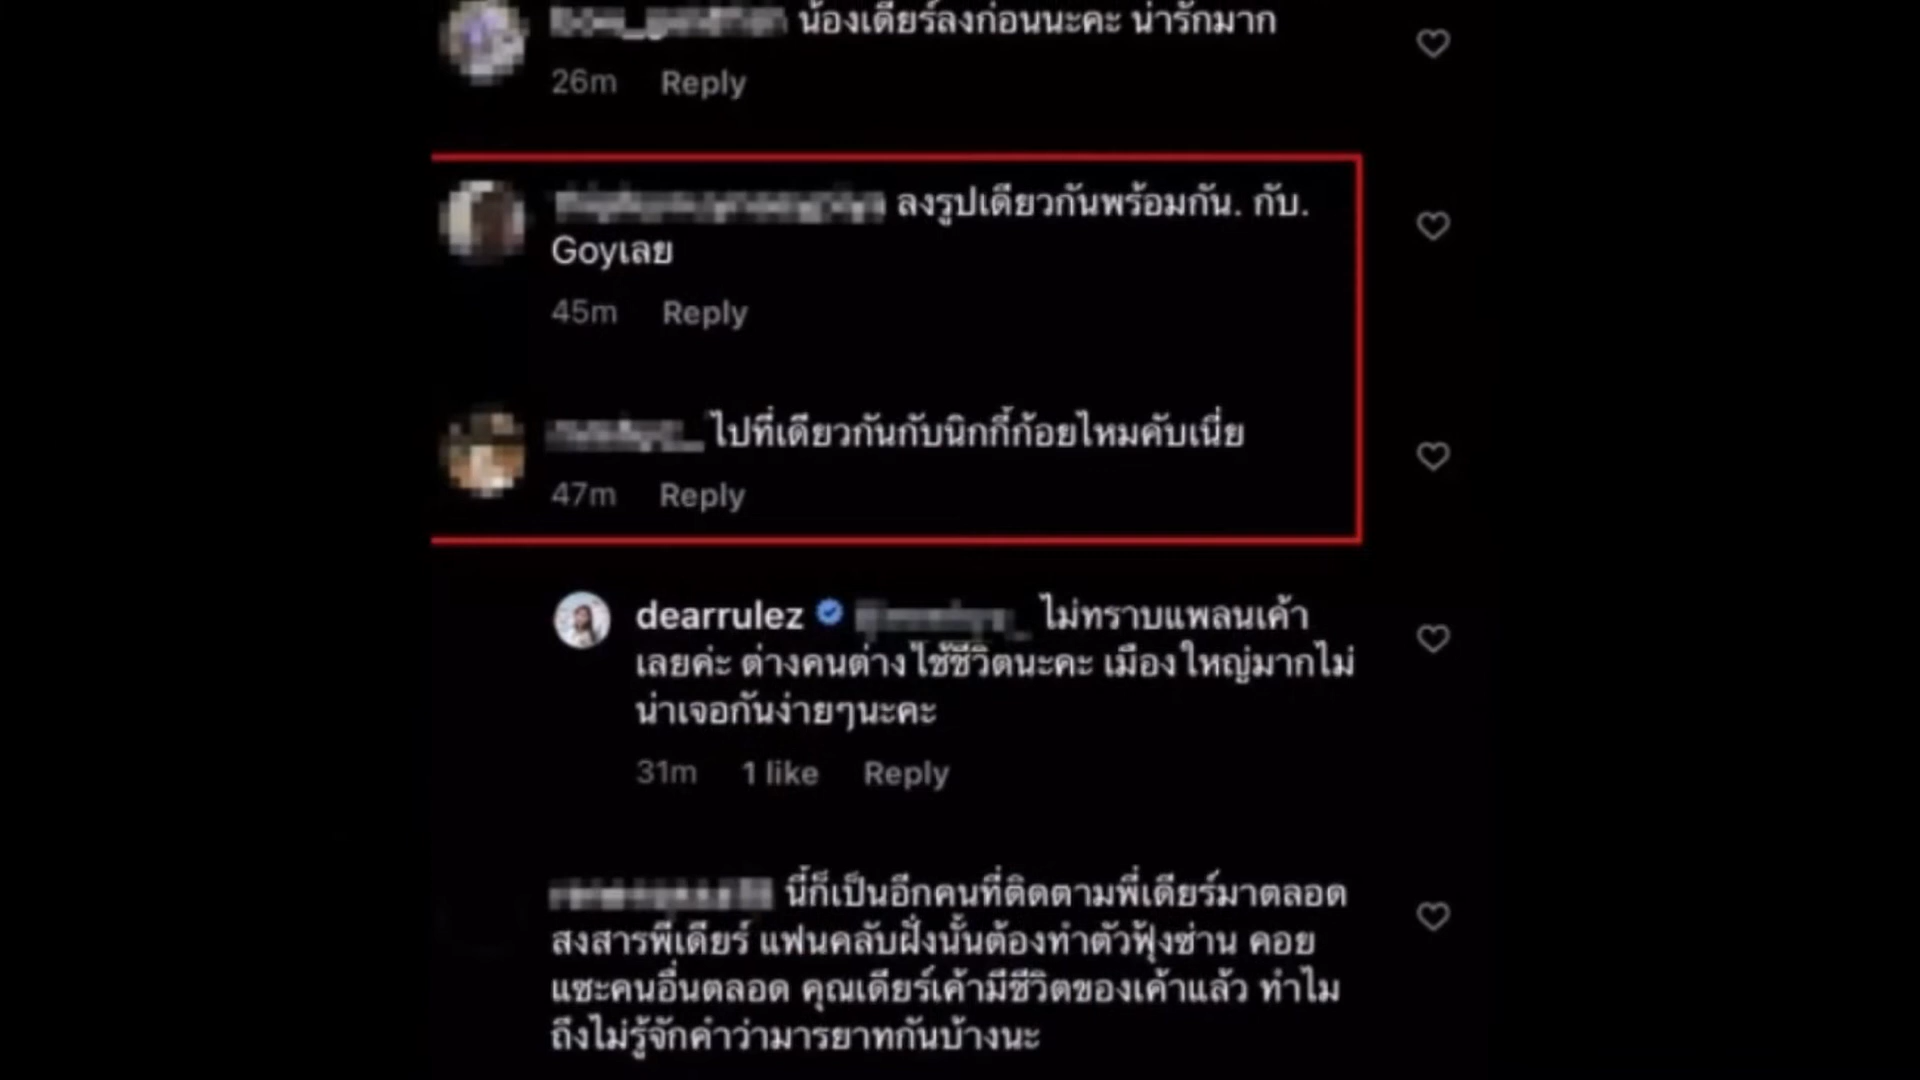 น้องเดียร์ลงก่อนนะคะ น่ารักมาก
26m Reply
ลงรูปเดียวกันพร้อมกัน. กับ.
Goyเลย
45m Reply
ไปที่เดียวกันกับนิกกี้ก้อยไหมคับเนี่ย
47m Reply
dearrulez ไม่ทราบแพลนเค้า
เลยค่ะ ต่างคนต่างใช้ชีวิตนะคะ เมืองใหญ่มากไม่
น่าเจอกันง่ายๆนะคะ
31m 1 like Reply
นี้ก็เป็นอีกคนที่ติดตามพี่เดียร์มาตลอด
สงสารพี่เดียร์ แฟนคลับฝั่งนั้นต้องทำตัวฟุ้งซ่าน คอย
แซะคนอื่นตลอด คุณเดียร์เค้ามีชีวิตของเค้าแล้ว ทำไม
ถึงไม่รู้จักคำว่ามารยาทกันบ้างนะ